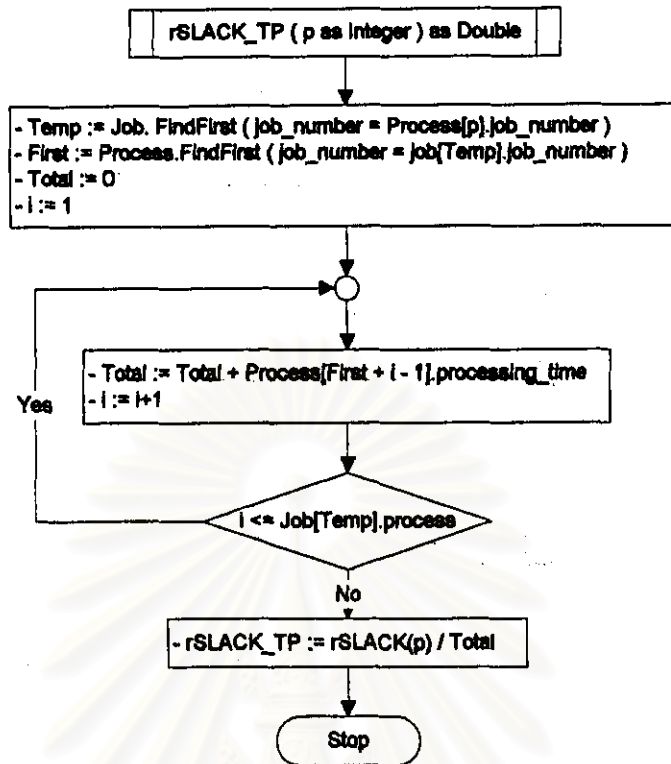 rSLACK_TP ( p as Integer ) as Double
- Temp := Job. FindFirst ( job_number = Process[p].job_number )
- First := Process.FindFirst ( job_number = job[Temp].job_number )
- Total := 0
- i := 1
- Total := Total + Process[First + i - 1].processing_time
- i := i+1
Yes
i <= Job[Temp].process
No
- rSLACK_TP := rSLACK(p) / Total
Stop